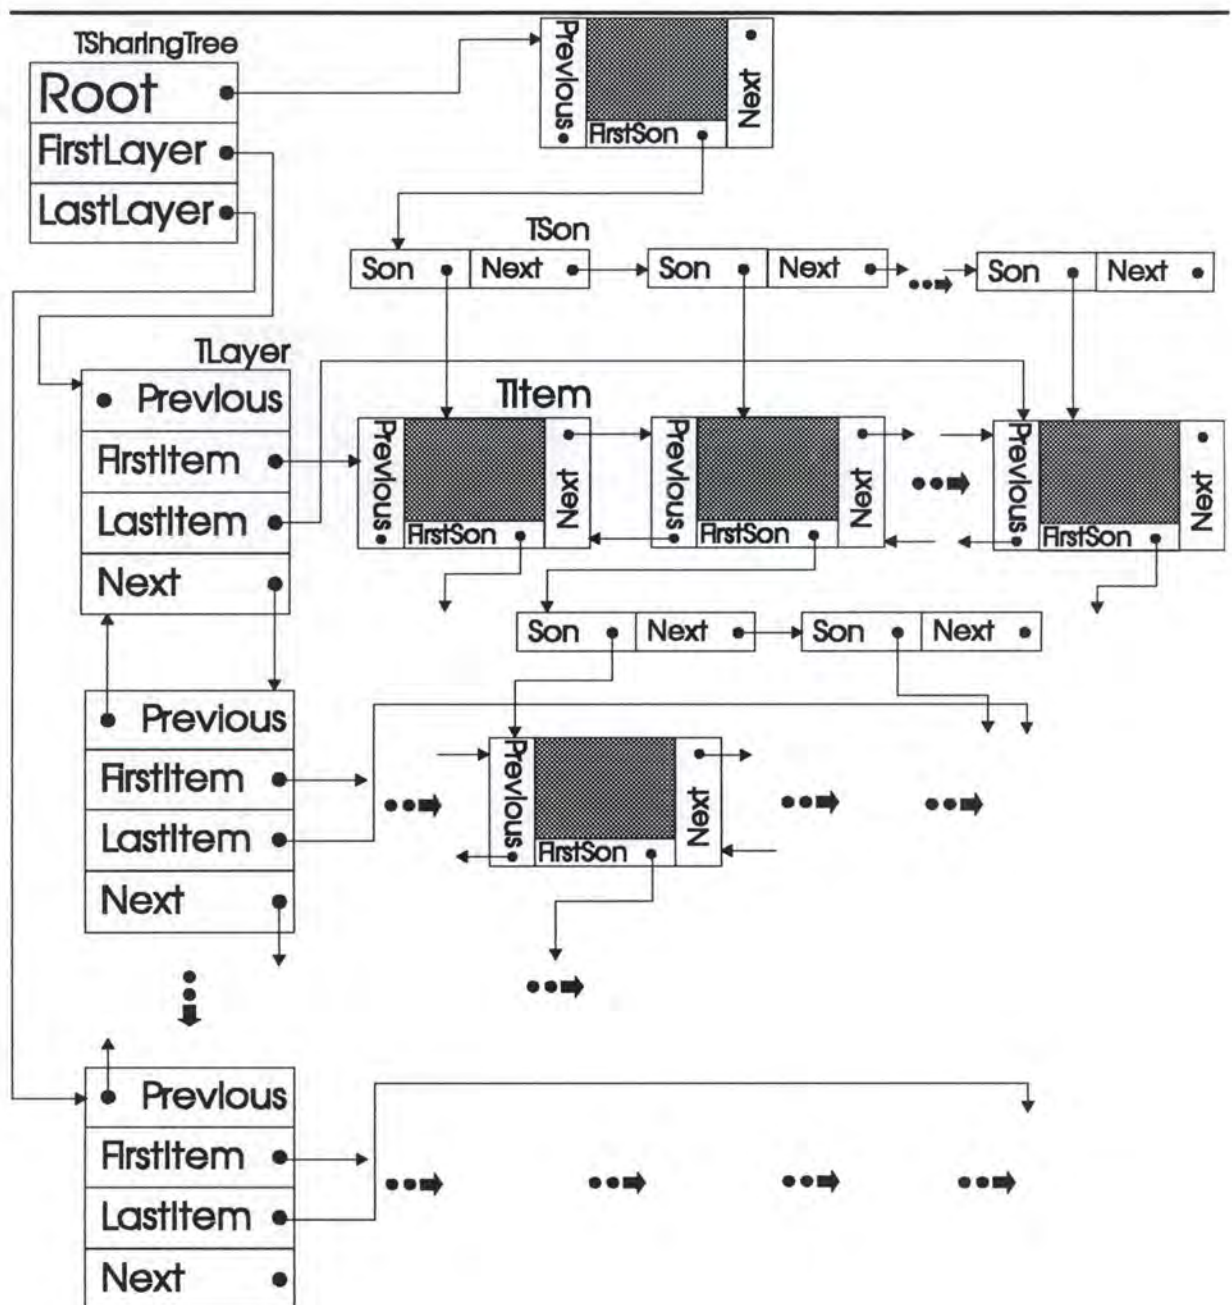 TSharingTree
Root
FirstLayer
LastLayer
Previous
FirstSon
Next
TSon
Son Next
Son Next
Son Next
TLayer
Previous
FirstItem
LastItem
Next
TItem
Previous
FirstSon
Next
Previous
FirstSon
Next
Previous
FirstSon
Next
Son Next
Son Next
Previous
FirstItem
LastItem
Next
Previous
FirstSon
Next
Previous
FirstItem
LastItem
Next